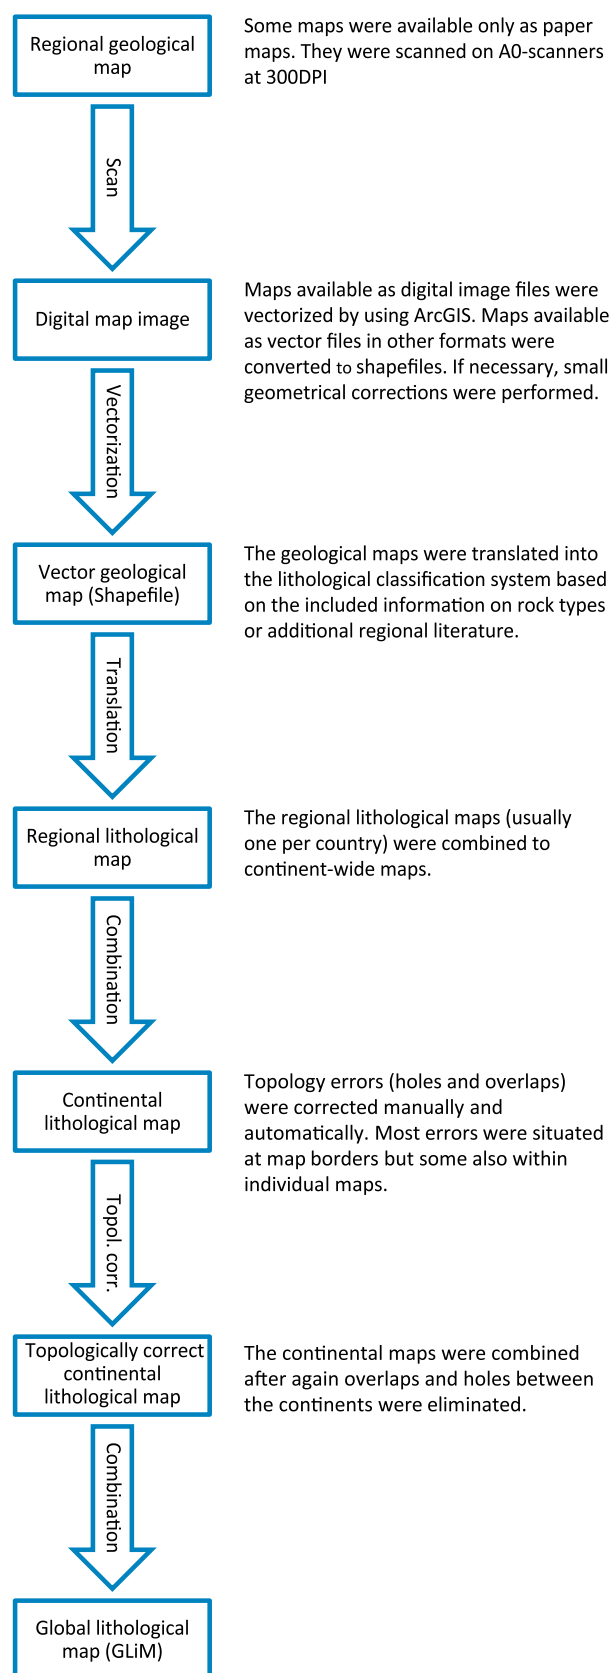 Regional geological
map
Some maps were available only as paper
maps. They were scanned on A0-scanners
at 300DPI
Scan
Digital map image
Maps available as digital image files were
vectorized by using ArcGIS. Maps available
as vector files in other formats were
converted to shapefiles. If necessary, small
geometrical corrections were performed.
Vectorization
Vector geological
map (Shapefile)
The geological maps were translated into
the lithological classification system based
on the included information on rock types
or additional regional literature.
Translation
Regional lithological
map
The regional lithological maps (usually
one per country) were combined to
continent-wide maps.
Combination
Continental
lithological map
Topology errors (holes and overlaps)
were corrected manually and
automatically. Most errors were situated
at map borders but some also within
individual maps.
Topol. corr.
Topologically correct
continental
lithological map
The continental maps were combined
after again overlaps and holes between
the continents were eliminated.
Combination
Global lithological
map (GLiM)